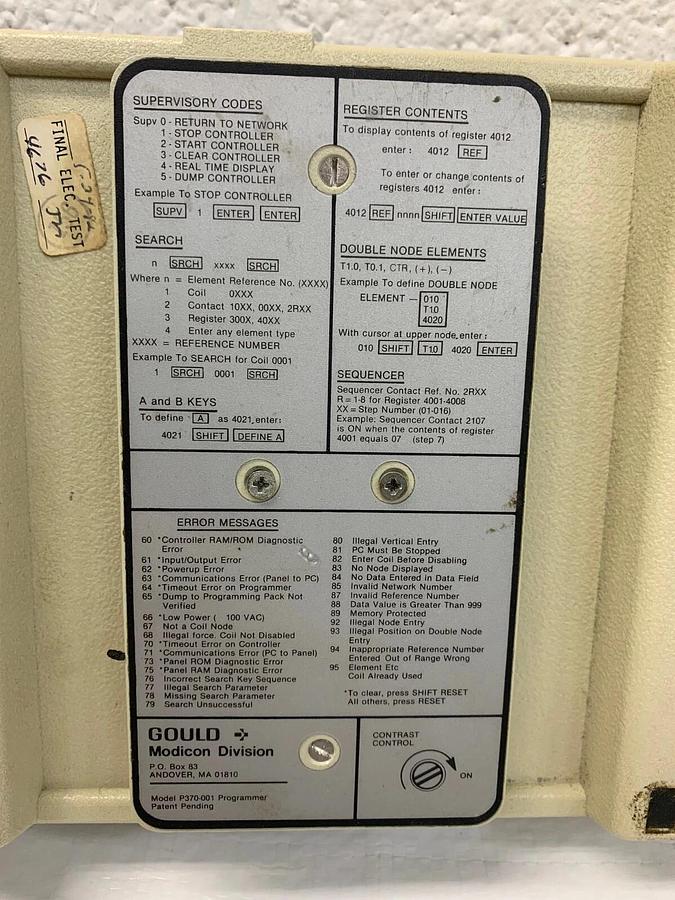 FINAL ELEC. TEST
4676
SUPERVISORY CODES
Supv 0 - RETURN TO NETWORK
1 - STOP CONTROLLER
2 - START CONTROLLER
3 - CLEAR CONTROLLER
4 - REAL TIME DISPLAY
5 - DUMP CONTROLLER
Example To STOP CONTROLLER
SUPV 1 ENTER ENTER
SEARCH
n SRCH xxxx SRCH
Where n = Element Reference No. (XXXX)
1 Coil 0XXX
2 Contact 10XX, 00XX, 2RXX
3 Register 300X, 40XX
4 Enter any element type
XXXX = REFERENCE NUMBER
Example To SEARCH for Coil 0001
1 SRCH 0001 SRCH
A and B KEYS
To define A as 4021, enter:
4021 SHIFT DEFINE A
REGISTER CONTENTS
To display contents of register 4012
enter: 4012 REF
To enter or change contents of
registers 4012 enter:
4012 REF nnnn SHIFT ENTER VALUE
DOUBLE NODE ELEMENTS
T1.0, T0.1, CTR, (+), (−)
Example To define DOUBLE NODE
ELEMENT — 010
T1.0
4020
With cursor at upper node, enter:
010 SHIFT T1.0 4020 ENTER
SEQUENCER
Sequencer Contact Ref. No. 2RXX
R = 1-8 for Register 4001-4008
XX = Step Number (01-016)
Example: Sequencer Contact 2107
is ON when the contents of register
4001 equals 07 (step 7)
ERROR MESSAGES
60 *Controller RAM/ROM Diagnostic
Error
61 *Input/Output Error
62 *Powerup Error
63 *Communications Error (Panel to PC)
64 *Timeout Error on Programmer
65 *Dump to Programming Pack Not
Verified
66 *Low Power ( 100 VAC)
67 Not a Coil Node
68 Illegal force. Coil Not Disabled
70 *Timeout Error on Controller
71 *Communications Error (PC to Panel)
73 *Panel ROM Diagnostic Error
75 *Panel RAM Diagnostic Error
76 Incorrect Search Key Sequence
77 Illegal Search Parameter
78 Missing Search Parameter
79 Search Unsuccessful
80 Illegal Vertical Entry
81 PC Must Be Stopped
82 Enter Coil Before Disabling
83 No Node Displayed
84 No Data Entered in Data Field
85 Invalid Network Number
87 Invalid Reference Number
88 Data Value is Greater Than 999
89 Memory Protected
92 Illegal Node Entry
93 Illegal Position on Double Node
Entry
94 Inappropriate Reference Number
Entered Out of Range Wrong
95 Element Etc
Coil Already Used
*To clear, press SHIFT RESET
All others, press RESET
GOULD
Modicon Division
P.O. Box 83
ANDOVER, MA 01810
Model P370-001 Programmer
Patent Pending
CONTRAST
CONTROL
ON